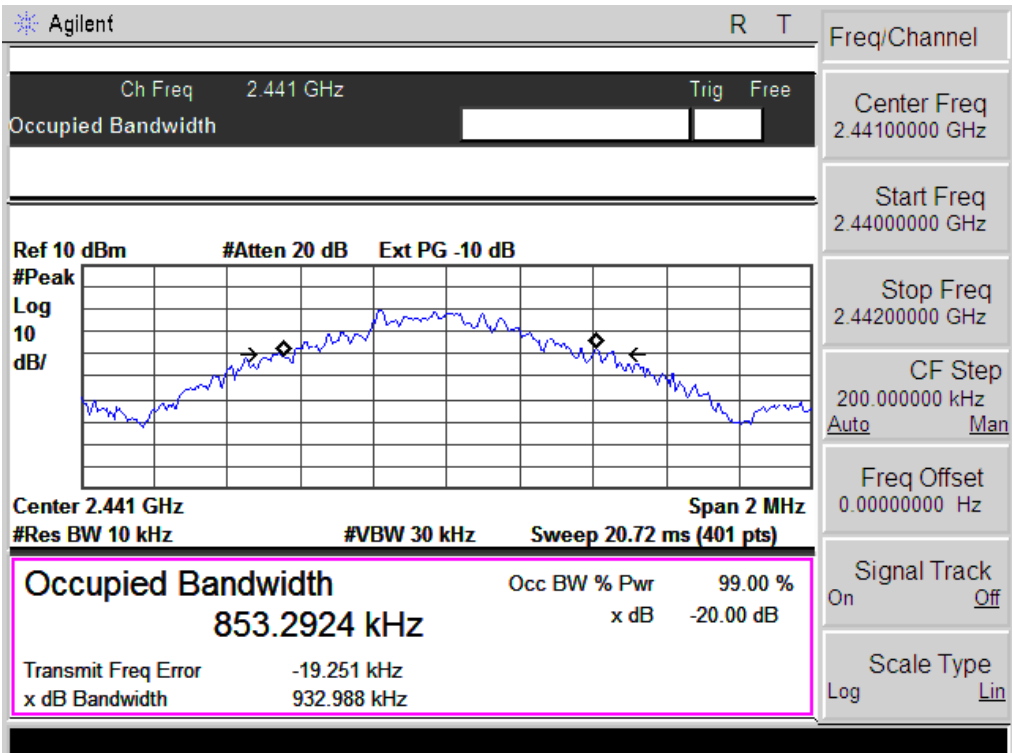 Agilent R T
Ch Freq 2.441 GHz Trig Free
Occupied Bandwidth
Ref 10 dBm #Atten 20 dB Ext PG -10 dB
#Peak
Log
10
dB/
Center 2.441 GHz Span 2 MHz
#Res BW 10 kHz #VBW 30 kHz Sweep 20.72 ms (401 pts)
Occupied Bandwidth Occ BW % Pwr 99.00 %
853.2924 kHz x dB -20.00 dB
Transmit Freq Error -19.251 kHz
x dB Bandwidth 932.988 kHz
Freq/Channel
Center Freq
2.44100000 GHz
Start Freq
2.44000000 GHz
Stop Freq
2.44200000 GHz
CF Step
200.000000 kHz
Auto Man
Freq Offset
0.00000000 Hz
Signal Track
On Off
Scale Type
Log Lin